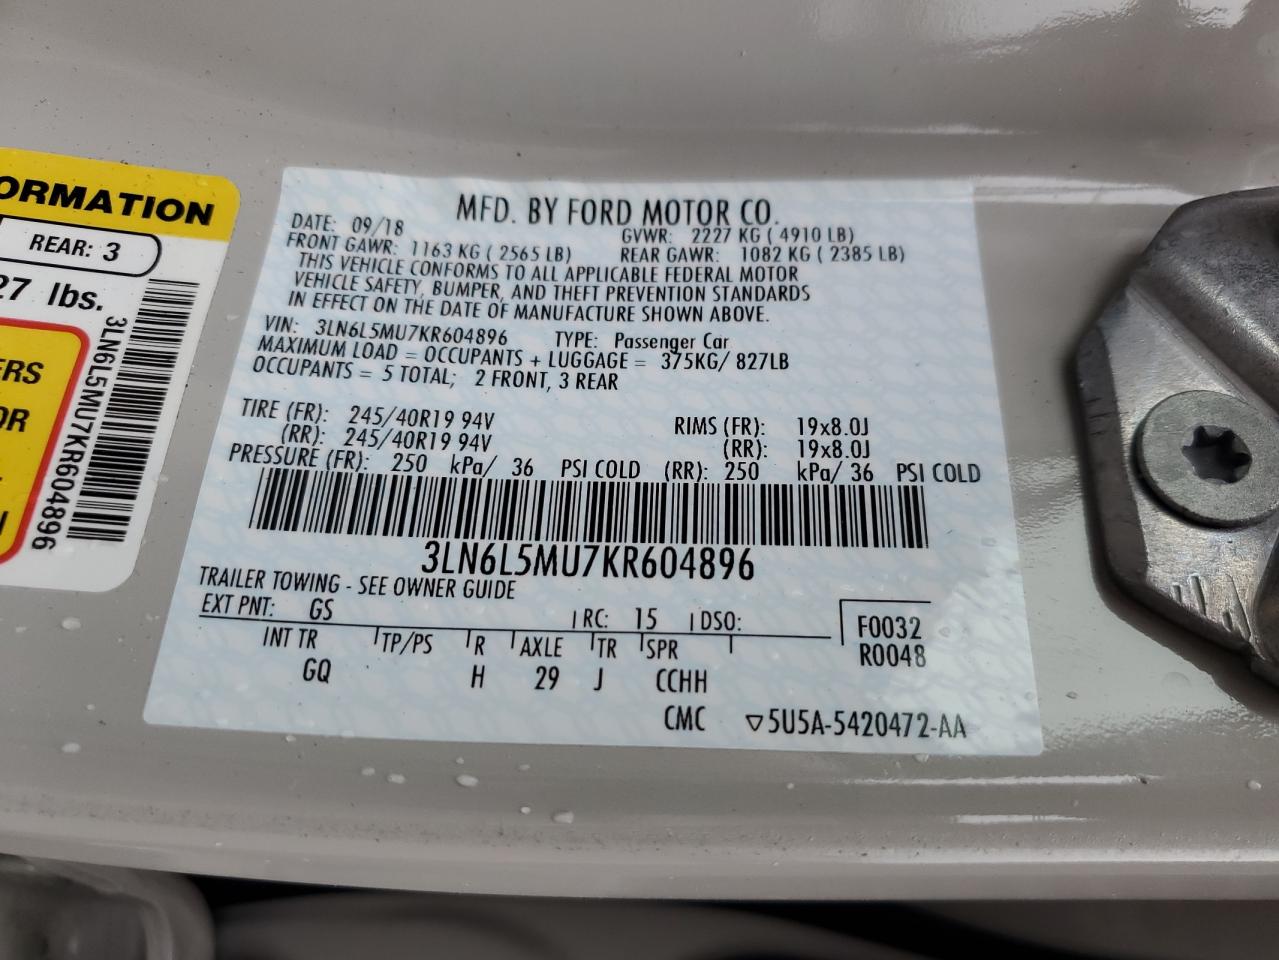 ORMATION
REAR: 3
27 lbs.
ERS
OR
3LN6L5MU7KR604896
MFD. BY FORD MOTOR CO.
DATE: 09/18 GVWR: 2227 KG ( 4910 LB)
FRONT GAWR: 1163 KG ( 2565 LB) REAR GAWR: 1082 KG ( 2385 LB)
THIS VEHICLE CONFORMS TO ALL APPLICABLE FEDERAL MOTOR
VEHICLE SAFETY, BUMPER, AND THEFT PREVENTION STANDARDS
IN EFFECT ON THE DATE OF MANUFACTURE SHOWN ABOVE.
VIN: 3LN6L5MU7KR604896 TYPE: Passenger Car
MAXIMUM LOAD = OCCUPANTS + LUGGAGE = 375KG/ 827LB
OCCUPANTS = 5 TOTAL; 2 FRONT, 3 REAR
TIRE (FR): 245/40R19 94V RIMS (FR): 19x8.0J
(RR): 245/40R19 94V (RR): 19x8.0J
PRESSURE (FR): 250 kPa/ 36 PSI COLD (RR): 250 kPa/ 36 PSI COLD
3LN6L5MU7KR604896
TRAILER TOWING - SEE OWNER GUIDE
EXT PNT: GS RC: 15 DSO: F0032
INT TR TP/PS R AXLE TR SPR R0048
GQ H 29 J CCHH
CMC ▽5U5A-5420472-AA